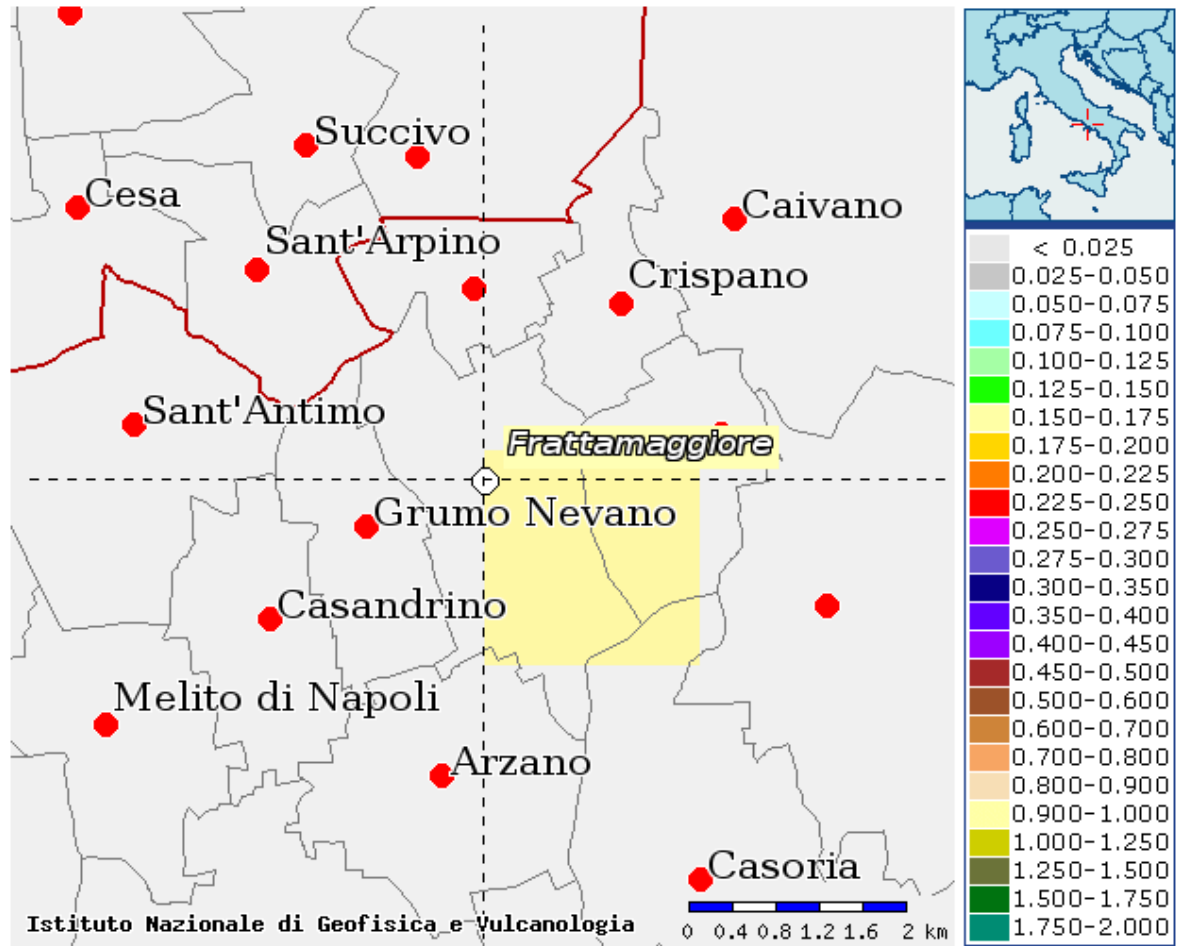 Succivo
Cesa
Caivano
Sant'Arpino
Crispano
Sant'Antimo
Frattamaggiore
Grumo Nevano
Casandrino
Melito di Napoli
Arzano
Casoria
Istituto Nazionale di Geofisica e Vulcanologia
0 0.4 0.8 1.2 1.6 2 km
< 0.025
0.025-0.050
0.050-0.075
0.075-0.100
0.100-0.125
0.125-0.150
0.150-0.175
0.175-0.200
0.200-0.225
0.225-0.250
0.250-0.275
0.275-0.300
0.300-0.350
0.350-0.400
0.400-0.450
0.450-0.500
0.500-0.600
0.600-0.700
0.700-0.800
0.800-0.900
0.900-1.000
1.000-1.250
1.250-1.500
1.500-1.750
1.750-2.000